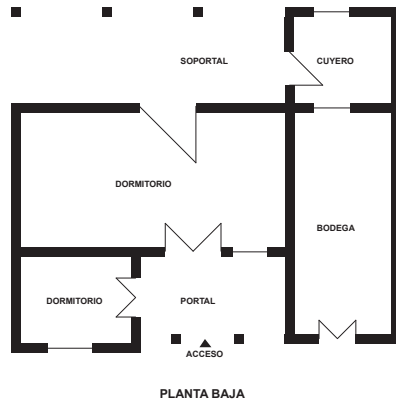 SOPORTAL
CUYERO
DORMITORIO
BODEGA
DORMITORIO
PORTAL
ACCESO
PLANTA BAJA